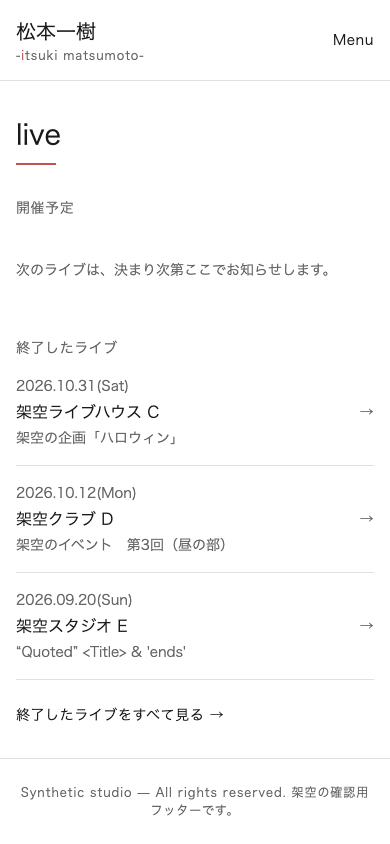 松本一樹
-itsuki matsumoto-
Menu
live
開催予定
次のライブは、決まり次第ここでお知らせします。
終了したライブ
2026.10.31(Sat)
架空ライブハウス C
→
架空の企画「ハロウィン」
2026.10.12(Mon)
架空クラブ D
→
架空のイベント　第3回（昼の部）
2026.09.20(Sun)
架空スタジオ E
→
“Quoted” <Title> & 'ends'
終了したライブをすべて見る →
Synthetic studio — All rights reserved. 架空の確認用
フッターです。